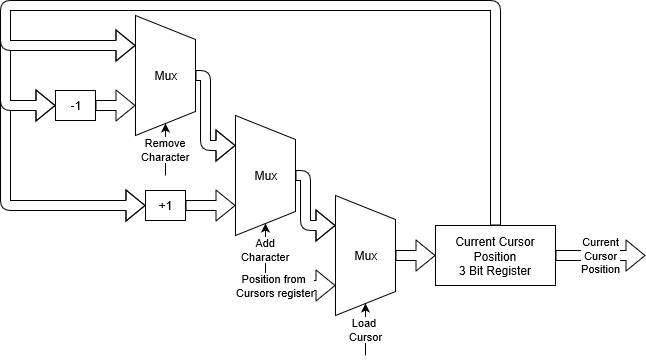 Mux
-1
Remove
Character
Mux
+1
Add
Character
Mux
Position from
Cursors register
Load
Cursor
Current Cursor
Position
3 Bit Register
Current
Cursor
Position